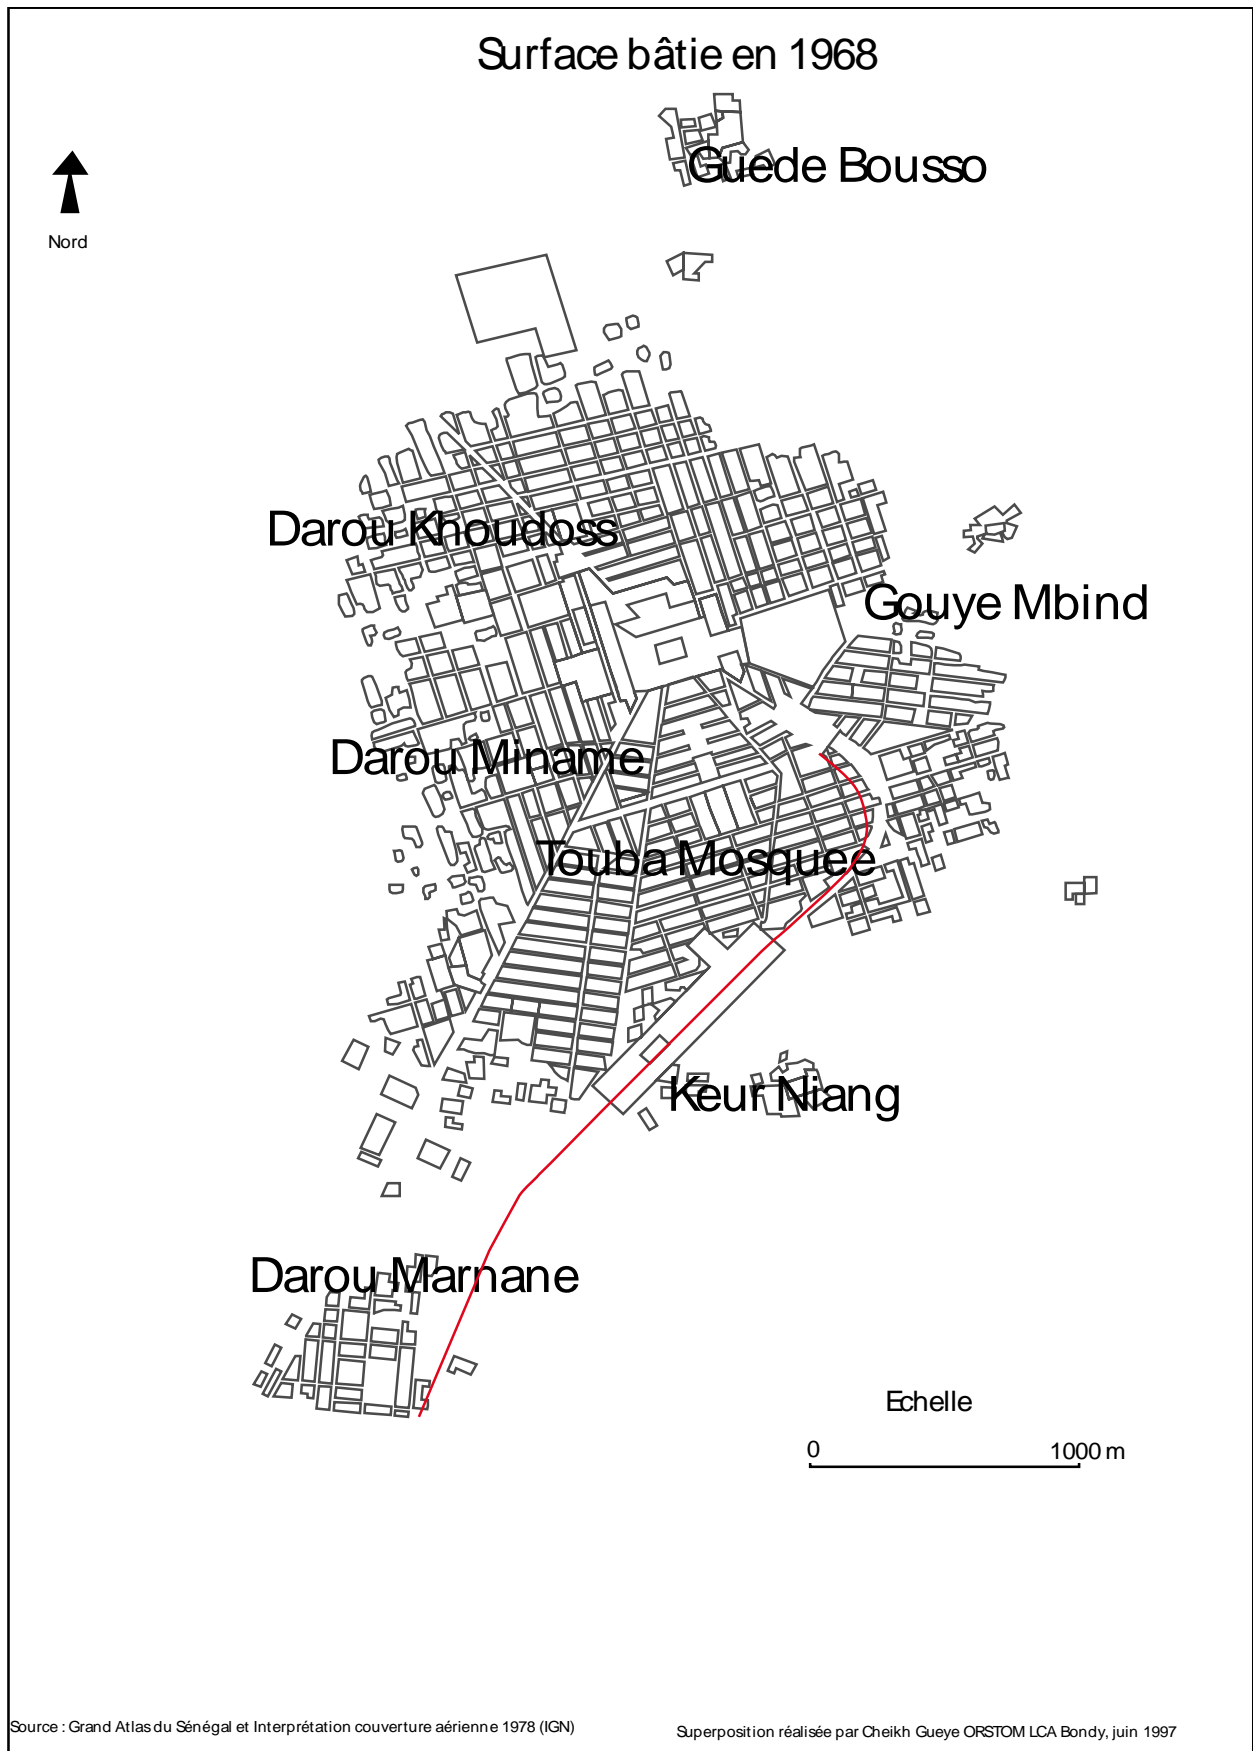 Surface bâtie en 1968
Guede Bousso
Nord
Darou Khoudoss
Gouye Mbind
Darou Miname
Touba Mosquee
Keur Niang
Darou Marnane
Echelle
0 1000 m
Source : Grand Atlas du Sénégal et Interprétation couverture aérienne 1978 (IGN)
Superposition réalisée par Cheikh Gueye ORSTOM LCA Bondy, juin 1997